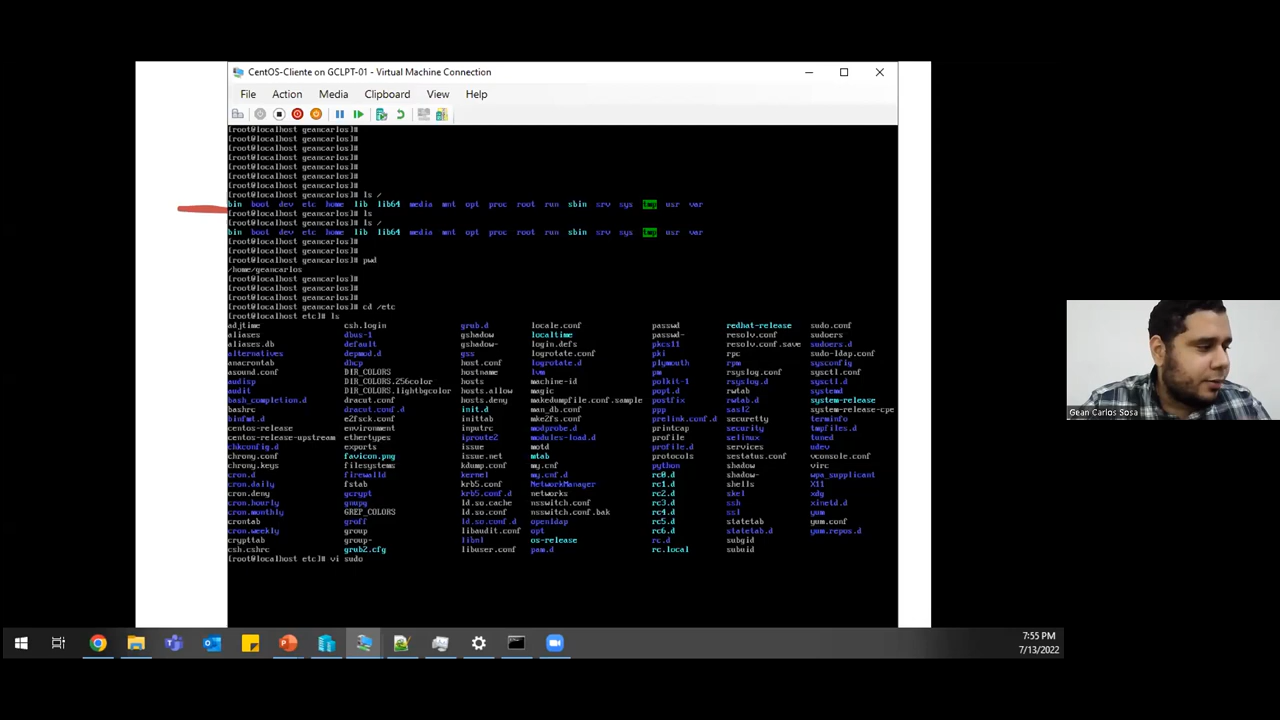 CentOS-Cliente on GCLPT-01 - Virtual Machine Connection
File Action Media Clipboard View Help
[root@localhost geancarlos]#
[root@localhost geancarlos]#
[root@localhost geancarlos]#
[root@localhost geancarlos]#
[root@localhost geancarlos]#
[root@localhost geancarlos]#
[root@localhost geancarlos]#
[root@localhost geancarlos]# ls /
bin boot dev etc home lib lib64 media mnt opt proc root run sbin srv sys tmp usr var
[root@localhost geancarlos]# ls
[root@localhost geancarlos]# ls /
bin boot dev etc home lib lib64 media mnt opt proc root run sbin srv sys tmp usr var
[root@localhost geancarlos]#
[root@localhost geancarlos]#
[root@localhost geancarlos]# pwd
/home/geancarlos
[root@localhost geancarlos]#
[root@localhost geancarlos]#
[root@localhost geancarlos]#
[root@localhost geancarlos]# cd /etc
[root@localhost etc]# ls
adjtime csh.login grub.d locale.conf passwd redhat-release sudo.conf
aliases dbus-1 gshadow localtime passwd- resolv.conf sudoers
aliases.db default gshadow- login.defs pkcs11 resolv.conf.save sudoers.d
alternatives depmod.d gss logrotate.conf pki rpc sudo-ldap.conf
anacrontab dhcp host.conf logrotate.d plymouth rpm sysconfig
asound.conf DIR_COLORS hostname lvm pm rsyslog.conf sysctl.conf
audisp DIR_COLORS.256color hosts machine-id polkit-1 rsyslog.d sysctl.d
audit DIR_COLORS.lightbgcolor hosts.allow magic popt.d rwtab systemd
bash_completion.d dracut.conf hosts.deny makedumpfile.conf.sample postfix rwtab.d system-release
bashrc dracut.conf.d init.d man_db.conf ppp sasl2 system-release-cpe
binfmt.d e2fsck.conf inittab mke2fs.conf prelink.conf.d securetty terminfo
centos-release environment inputrc modprobe.d printcap security tmpfiles.d
centos-release-upstream ethertypes iproute2 modules-load.d profile selinux tuned
chkconfig.d exports issue motd profile.d services udev
chrony.conf favicon.png issue.net mtab protocols sestatus.conf vconsole.conf
chrony.keys filesystems kdump.conf my.cnf python shadow virc
cron.d firewalld kernel my.cnf.d rc0.d shadow- wpa_supplicant
cron.daily fstab krb5.conf NetworkManager rc1.d shells X11
cron.deny gcrypt krb5.conf.d networks rc2.d skel xdg
cron.hourly gnupg ld.so.cache nsswitch.conf rc3.d ssh xinetd.d
cron.monthly GREP_COLORS ld.so.conf nsswitch.conf.bak rc4.d ssl yum
crontab groff ld.so.conf.d openldap rc5.d statetab yum.conf
cron.weekly group libaudit.conf opt rc6.d statetab.d yum.repos.d
crypttab group- libnl os-release rc.d subgid
csh.cshrc grub2.cfg libuser.conf pam.d rc.local subuid
[root@localhost etc]# vi sudo
Gean Carlos Sosa
7:55 PM
7/13/2022